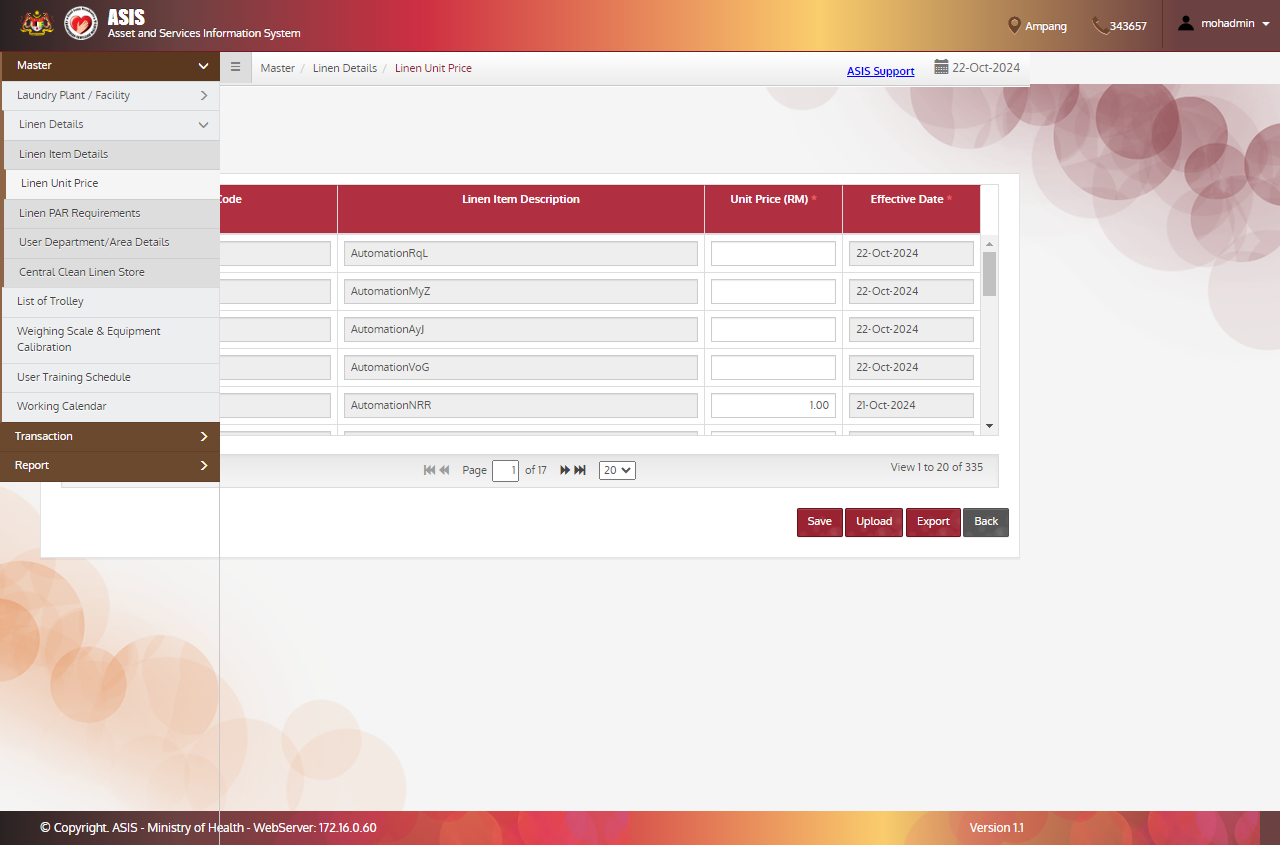 ASIS
Asset and Services Information System
Ampang
343657
mohadmin
Master
Master / Linen Details / Linen Unit Price
ASIS Support
22-Oct-2024
Laundry Plant / Facility
Linen Details
Linen Item Details
Linen Unit Price
Linen PAR Requirements
User Department/Area Details
Central Clean Linen Store
List of Trolley
Weighing Scale & Equipment
Calibration
User Training Schedule
Working Calendar
Transaction
Report
Code Linen Item Description Unit Price (RM) * Effective Date *
AutomationRqL 22-Oct-2024
AutomationMyZ 22-Oct-2024
AutomationAyJ 22-Oct-2024
AutomationVoG 22-Oct-2024
AutomationNRR 1.00 21-Oct-2024
Page 1 of 17 20 View 1 to 20 of 335
Save Upload Export Back
© Copyright. ASIS - Ministry of Health - WebServer: 172.16.0.60 Version 1.1